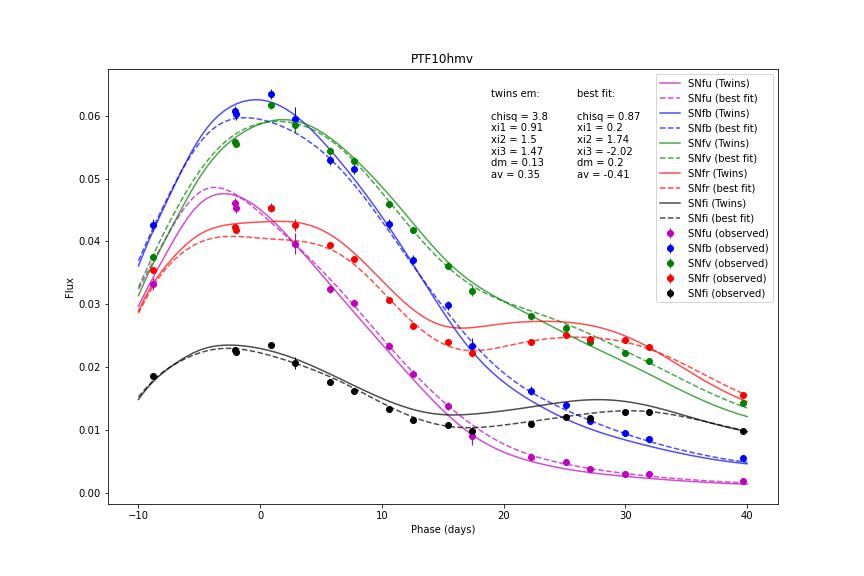 PTF10hmv
twins em:
best fit:
chisq = 3.8
chisq = 0.87
xi1 = 0.91
xi1 = 0.2
xi2 = 1.5
xi2 = 1.74
xi3 = 1.47
xi3 = -2.02
dm = 0.13
dm = 0.2
av = 0.35
av = -0.41
SNfu (Twins)
SNfu (best fit)
SNfb (Twins)
SNfb (best fit)
SNfv (Twins)
SNfv (best fit)
SNfr (Twins)
SNfr (best fit)
SNfi (Twins)
SNfi (best fit)
SNfu (observed)
SNfb (observed)
SNfv (observed)
SNfr (observed)
SNfi (observed)
Flux
0.06
0.05
0.04
0.03
0.02
0.01
0.00
−10
0
10
20
30
40
Phase (days)